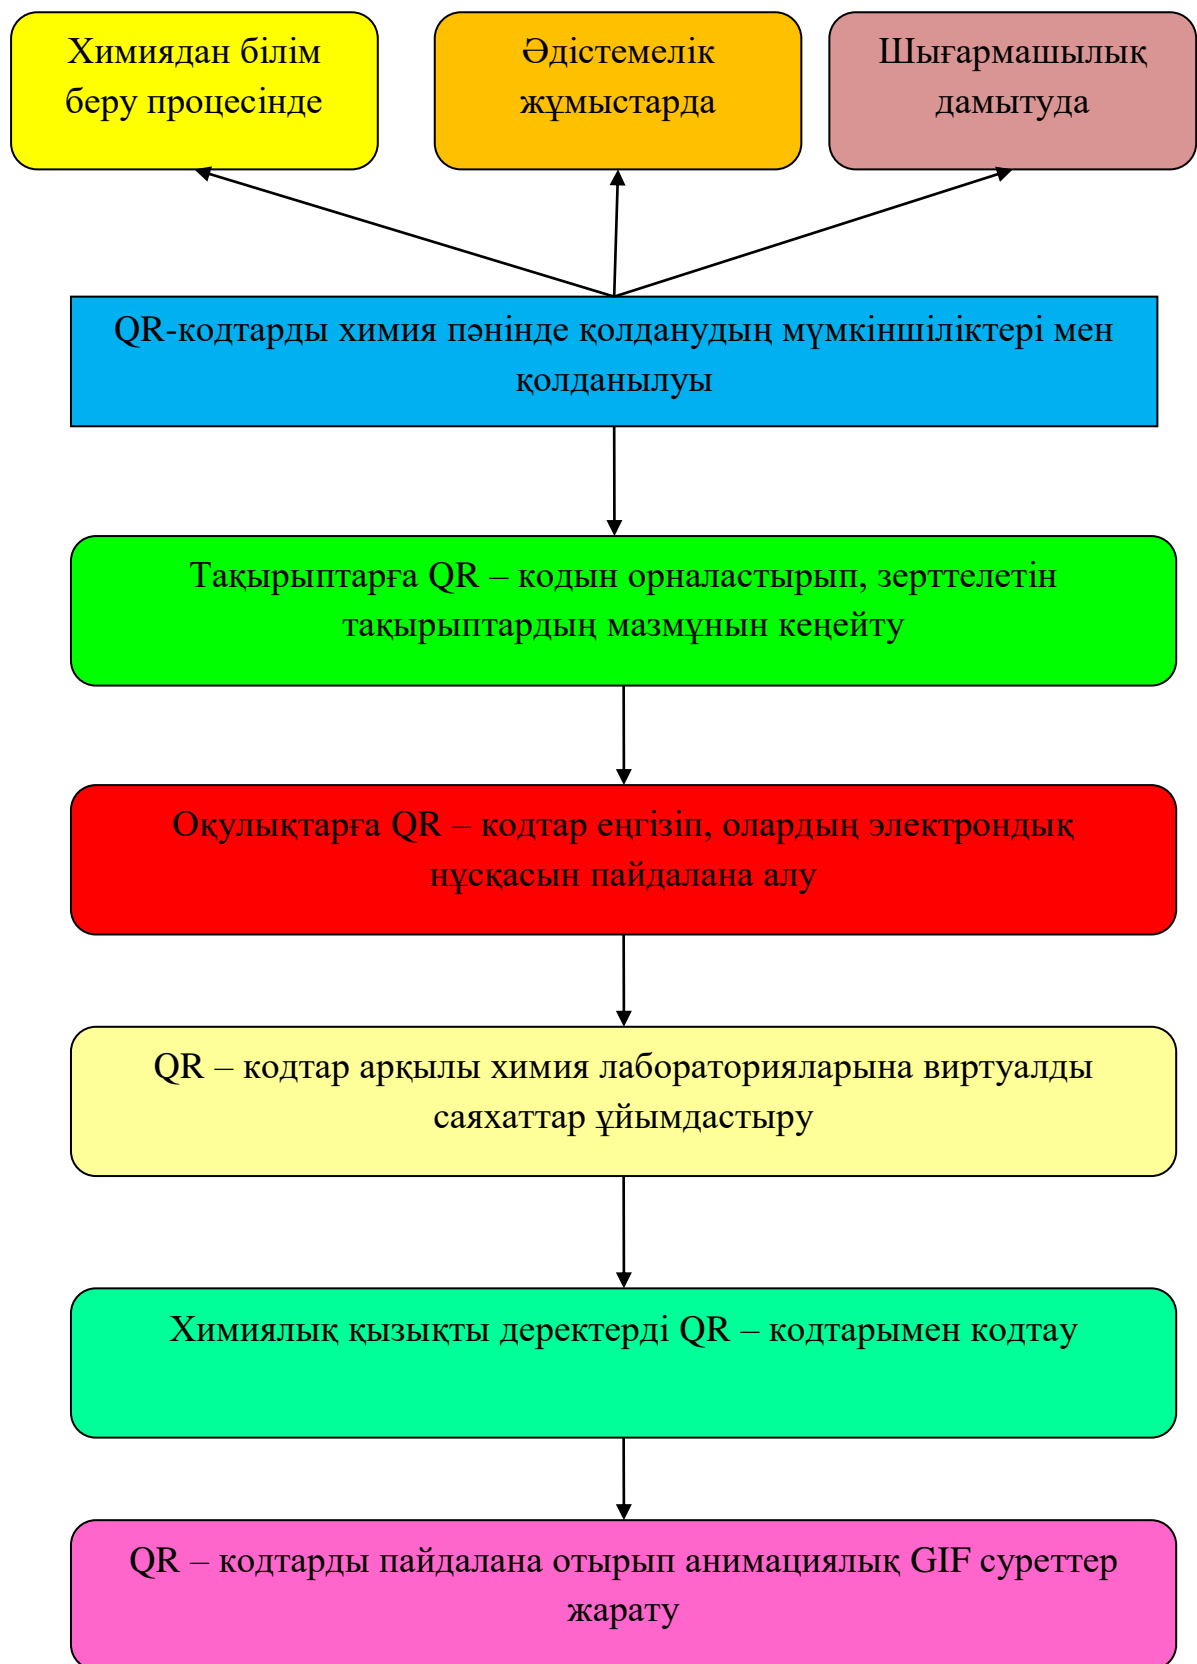 Химиядан білім
беру процесінде
Әдістемелік
жұмыстарда
Шығармашылық
дамытуда
QR-кодтарды химия пәнінде қолданудың мүмкіншіліктері мен
қолданылуы
Тақырыптарға QR – кодын орналастырып, зерттелетін
тақырыптардың мазмұнын кеңейту
Оқулықтарға QR – кодтар еңгізіп, олардың электрондық
нұсқасын пайдалана алу
QR – кодтар арқылы химия лабораторияларына виртуалды
саяхаттар ұйымдастыру
Химиялық қызықты деректерді QR – кодтарымен кодтау
QR – кодтарды пайдалана отырып анимациялық GIF суреттер
жарату